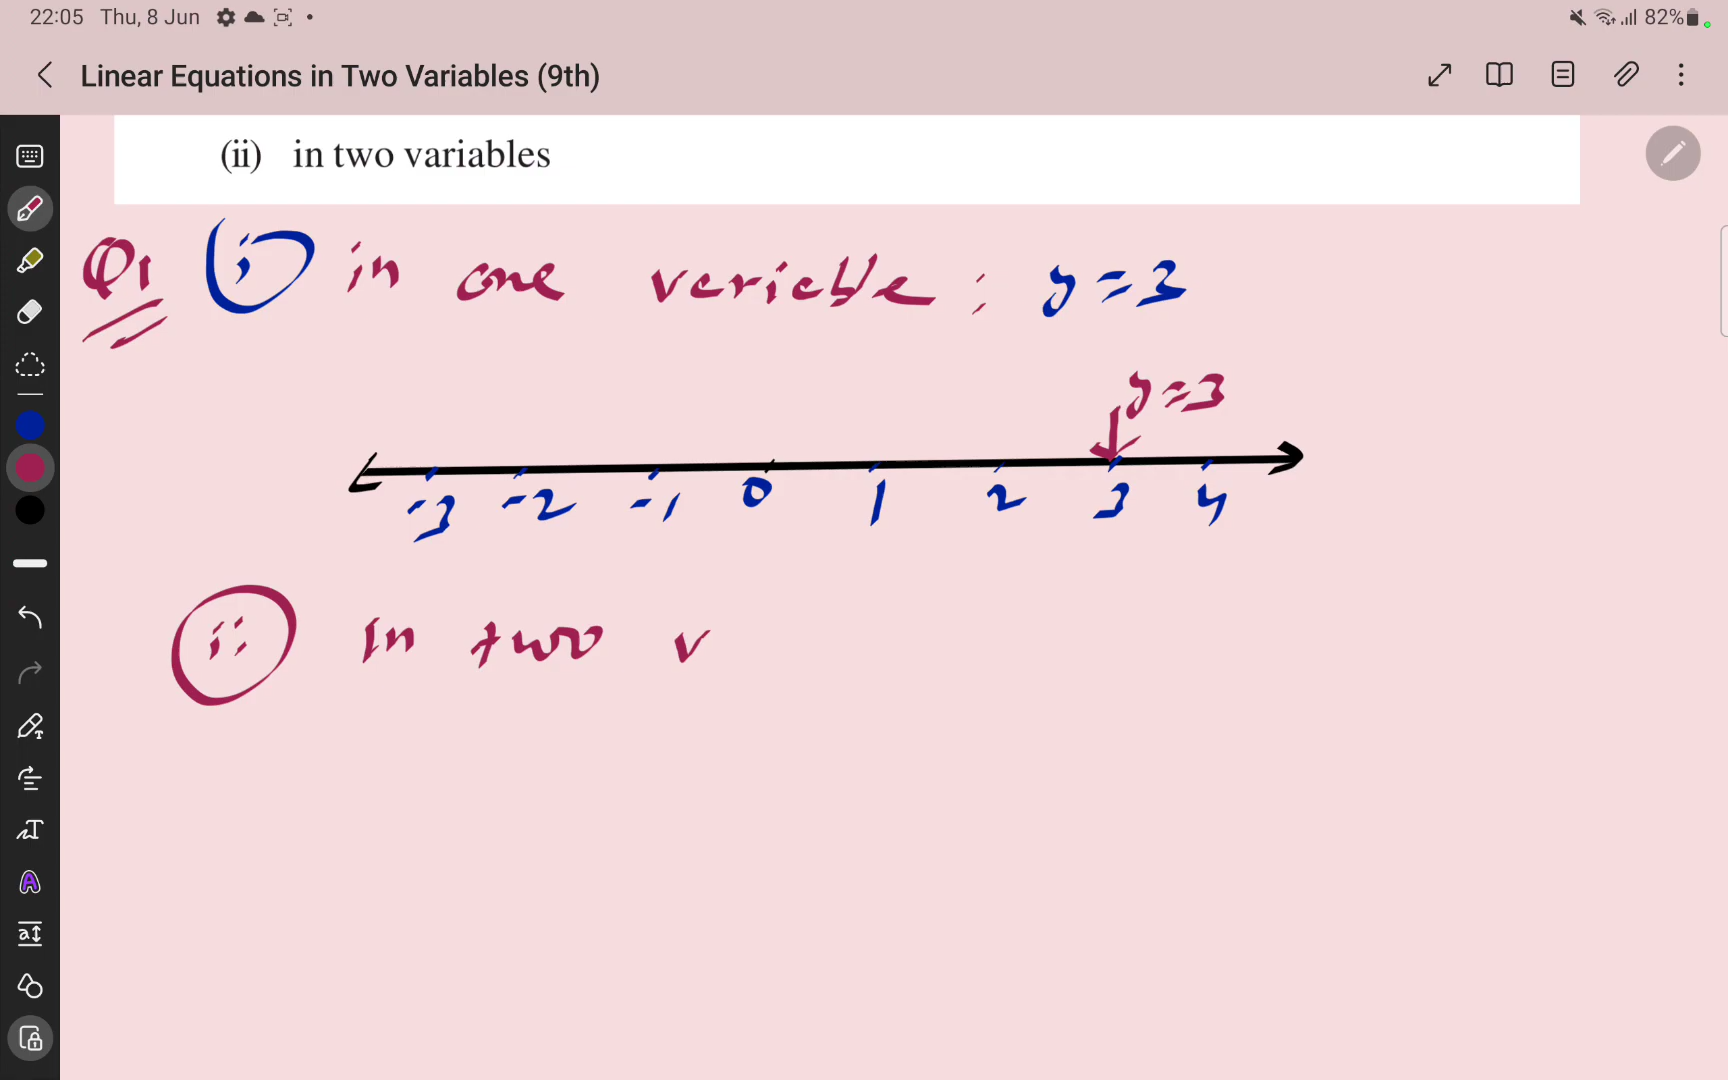 22:05 Thu, 8 Jun 82%
Linear Equations in Two Variables (9th)
(ii) in two variables
Q1 (i) in one variable : y = 3
y = 3
-3 -2 -1 0 1 2 3 4
(ii) in two v